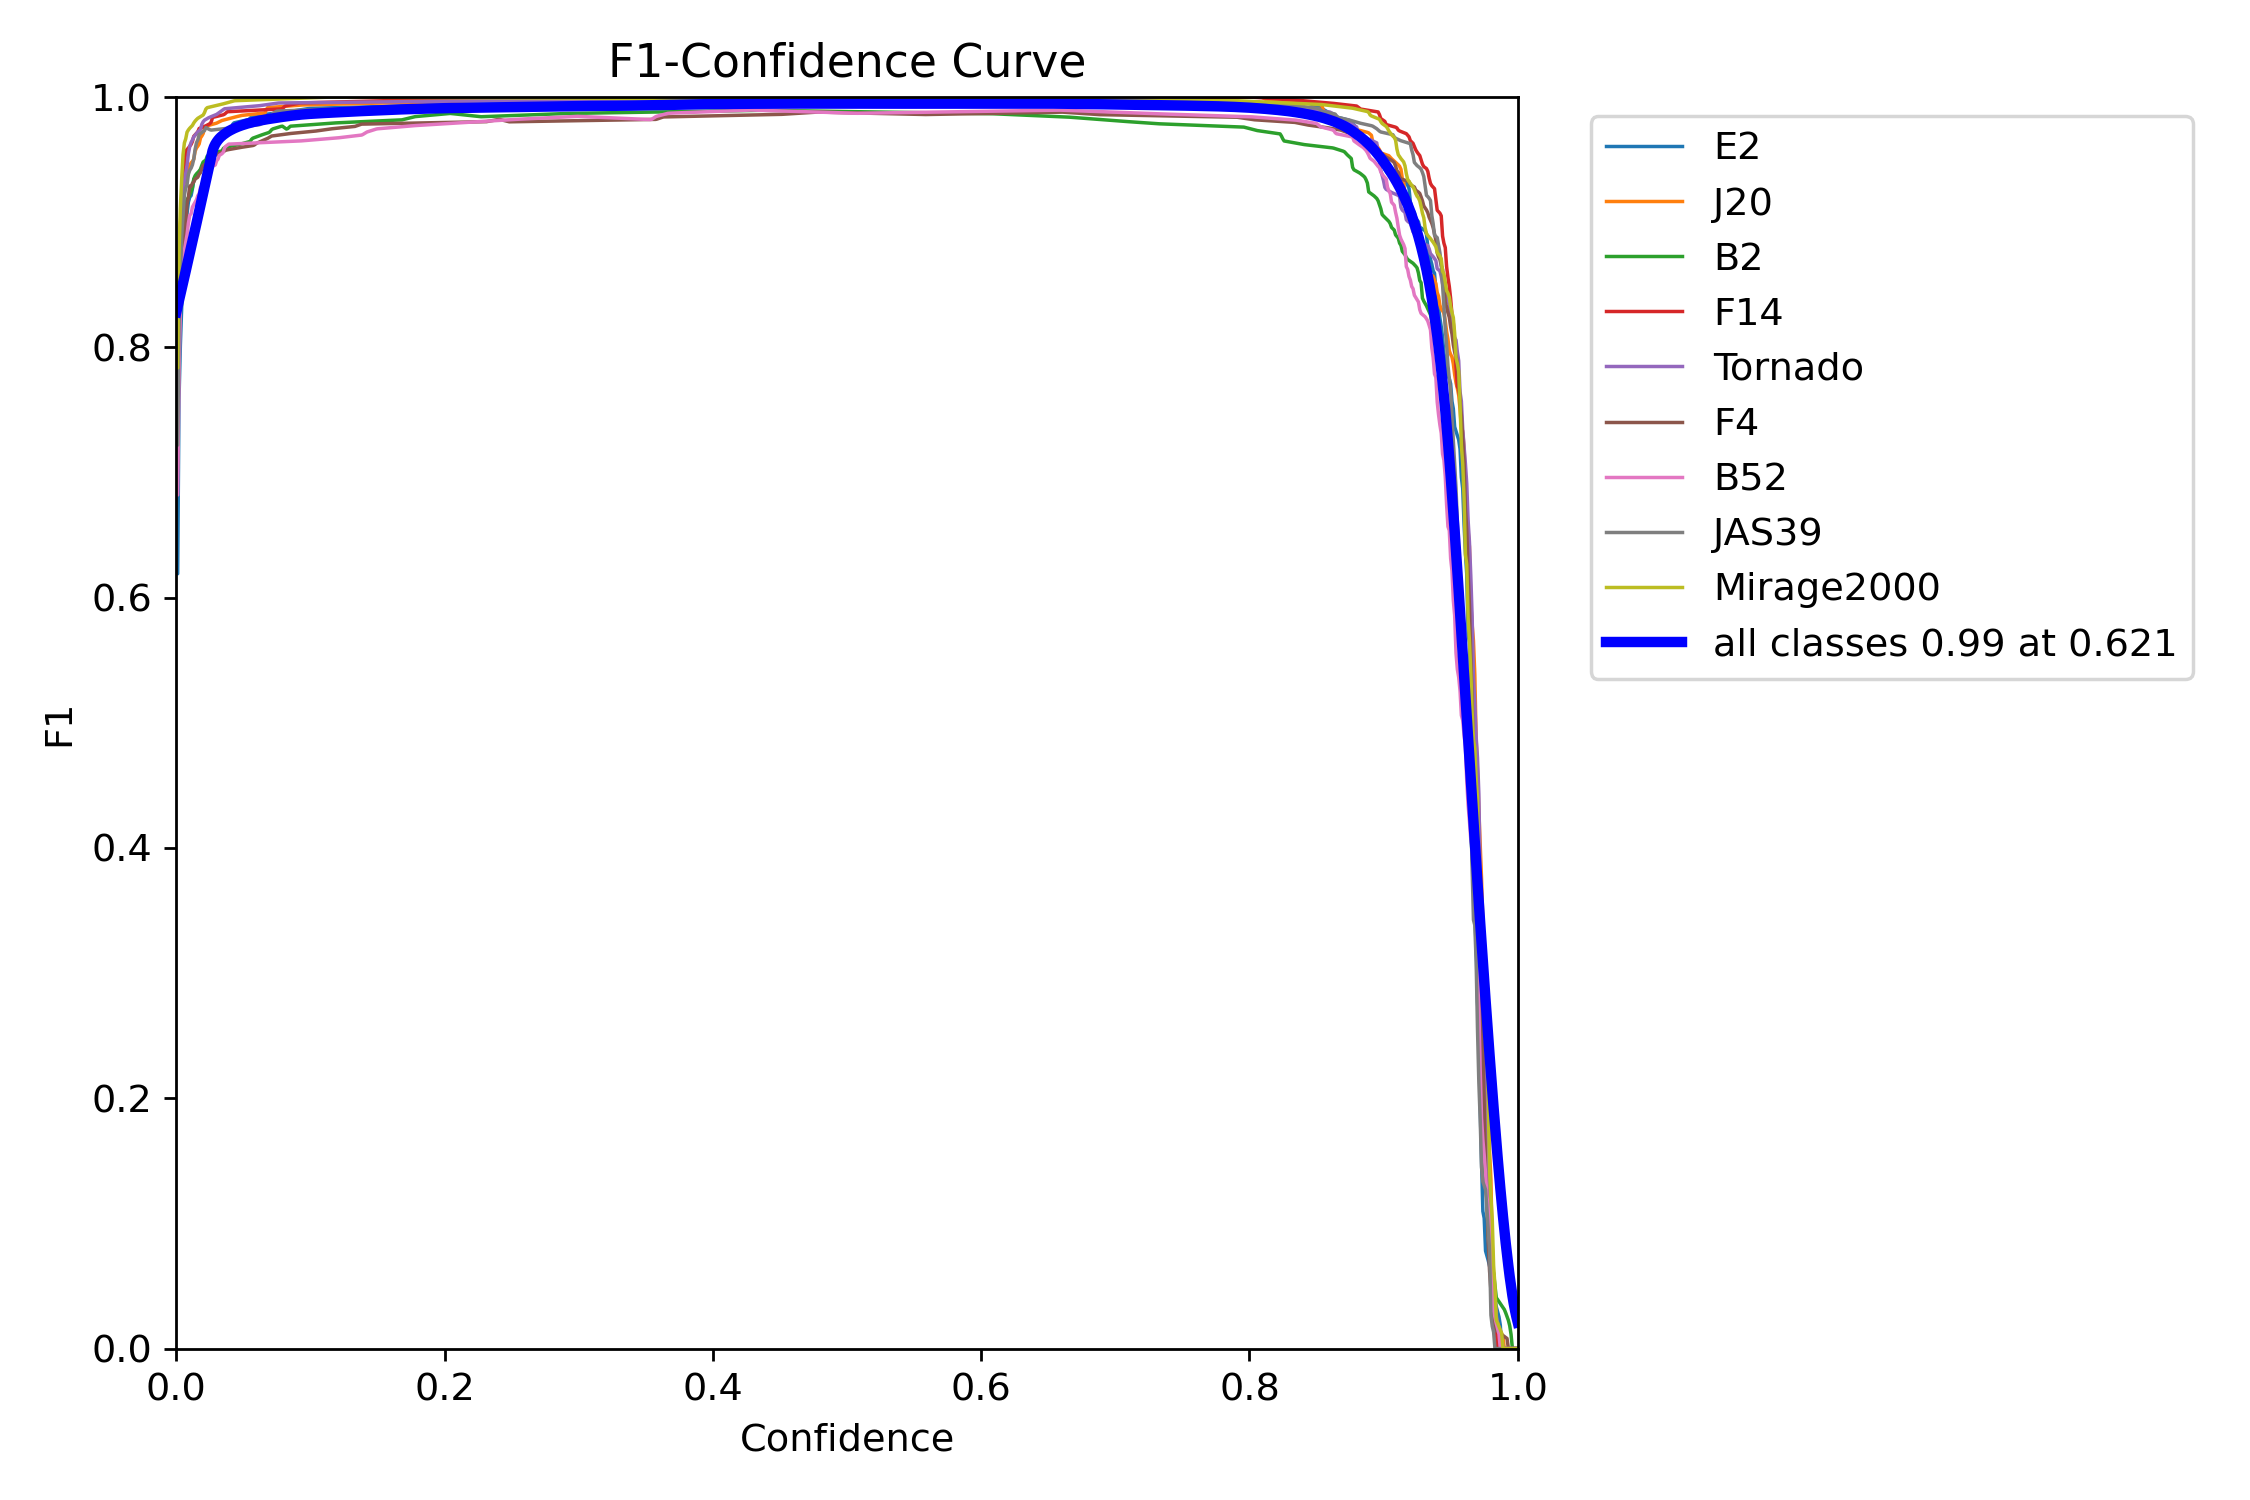 F1-Confidence Curve
1.0
0.8
0.6
0.4
0.2
0.0
F1
0.0 0.2 0.4 0.6 0.8 1.0
Confidence
E2
J20
B2
F14
Tornado
F4
B52
JAS39
Mirage2000
all classes 0.99 at 0.621